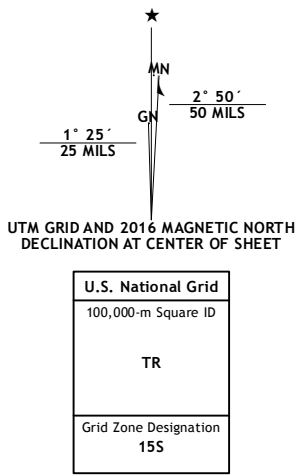 ★
MN
GN
2° 50´
50 MILS
1° 25´
25 MILS
UTM GRID AND 2016 MAGNETIC NORTH
DECLINATION AT CENTER OF SHEET
U.S. National Grid
100,000-m Square ID
TR
Grid Zone Designation
15S